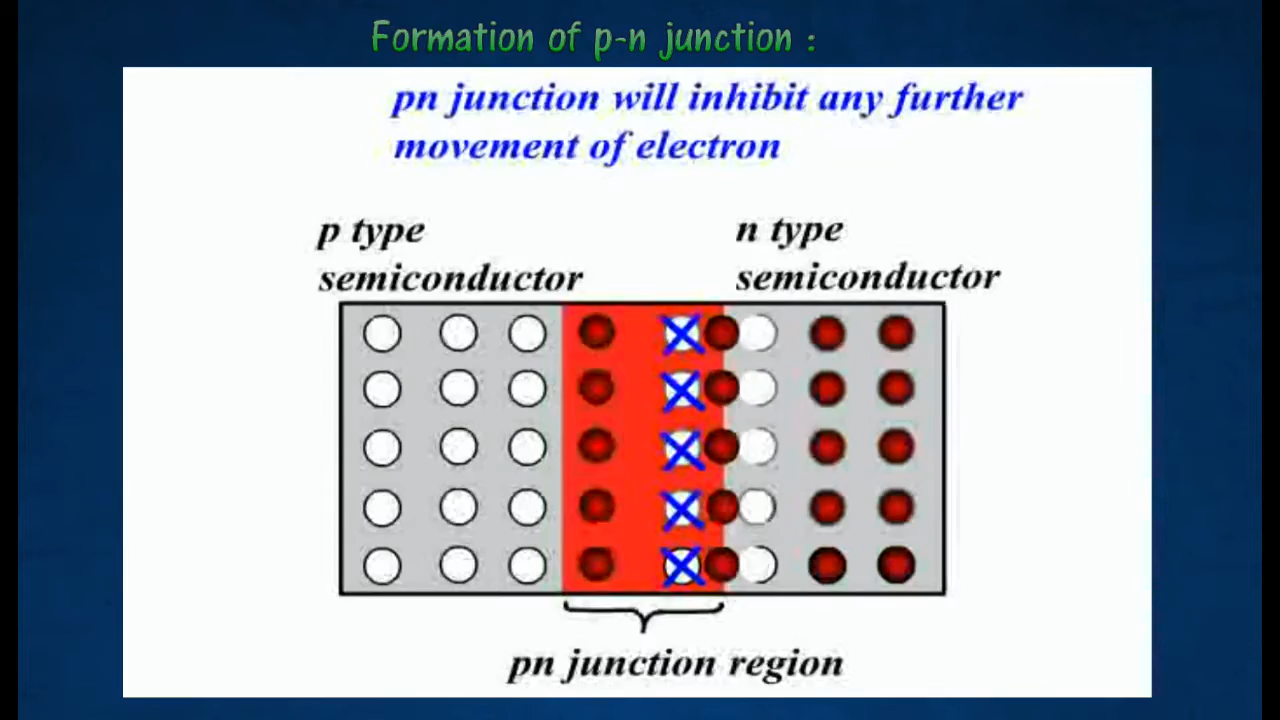 Formation of p-n junction :
pn junction will inhibit any further
movement of electron
p type
semiconductor
n type
semiconductor
pn junction region